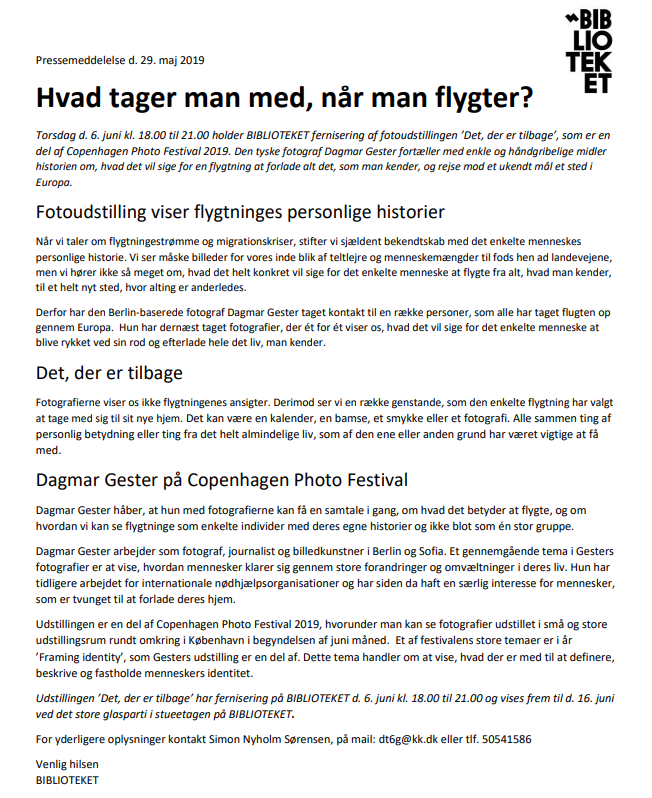 BIB
LIO
TEK
ET
Pressemeddelelse d. 29. maj 2019
Hvad tager man med, når man flygter?
Torsdag d. 6. juni kl. 18.00 til 21.00 holder BIBLIOTEKET fernisering af fotoudstillingen ’Det, der er tilbage’, som er en
del af Copenhagen Photo Festival 2019. Den tyske fotograf Dagmar Gester fortæller med enkle og håndgribelige midler
historien om, hvad det vil sige for en flygtning at forlade alt det, som man kender, og rejse mod et ukendt mål et sted i
Europa.
Fotoudstilling viser flygtninges personlige historier
Når vi taler om flygtningestrømme og migrationskriser, stifter vi sjældent bekendtskab med det enkelte menneskes
personlige historie. Vi ser måske billeder for vores inde blik af teltlejre og menneskemængder til fods hen ad landevejene,
men vi hører ikke så meget om, hvad det helt konkret vil sige for det enkelte menneske at flygte fra alt, hvad man kender,
til et helt nyt sted, hvor alting er anderledes.
Derfor har den Berlin-baserede fotograf Dagmar Gester taget kontakt til en række personer, som alle har taget flugten op
gennem Europa.  Hun har dernæst taget fotografier, der ét for ét viser os, hvad det vil sige for det enkelte menneske at
blive rykket ved sin rod og efterlade hele det liv, man kender.
Det, der er tilbage
Fotografierne viser os ikke flygtningenes ansigter. Derimod ser vi en række genstande, som den enkelte flygtning har valgt
at tage med sig til sit nye hjem. Det kan være en kalender, en bamse, et smykke eller et fotografi. Alle sammen ting af
personlig betydning eller ting fra det helt almindelige liv, som af den ene eller anden grund har været vigtige at få
med.
Dagmar Gester på Copenhagen Photo Festival
Dagmar Gester håber, at hun med fotografierne kan få en samtale i gang, om hvad det betyder at flygte, og om
hvordan vi kan se flygtninge som enkelte individer med deres egne historier og ikke blot som én stor gruppe.
Dagmar Gester arbejder som fotograf, journalist og billedkunstner i Berlin og Sofia. Et gennemgående tema i Gesters
fotografier er at vise, hvordan mennesker klarer sig gennem store forandringer og omvæltninger i deres liv. Hun har
tidligere arbejdet for internationale nødhjælpsorganisationer og har siden da haft en særlig interesse for mennesker,
som er tvunget til at forlade deres hjem.
Udstillingen er en del af Copenhagen Photo Festival 2019, hvorunder man kan se fotografier udstillet i små og store
udstillingsrum rundt omkring i København i begyndelsen af juni måned.  Et af festivalens store temaer er i år
’Framing identity’, som Gesters udstilling er en del af. Dette tema handler om at vise, hvad der er med til at definere,
beskrive og fastholde menneskers identitet.
Udstillingen ’Det, der er tilbage’ har fernisering på BIBLIOTEKET d. 6. juni kl. 18.00 til 21.00 og vises frem til d. 16. juni
ved det store glasparti i stueetagen på BIBLIOTEKET.
For yderligere oplysninger kontakt Simon Nyholm Sørensen, på mail: dt6g@kk.dk eller tlf. 50541586
Venlig hilsen
BIBLIOTEKET